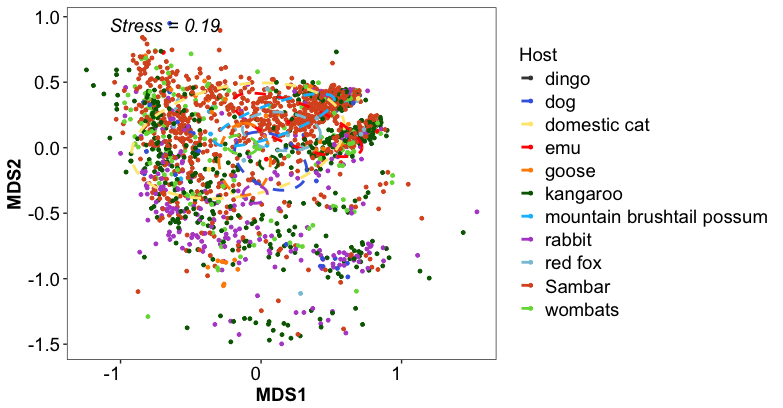 Stress = 0.19
1.0
0.5
0.0
-0.5
-1.0
-1.5
MDS2
-1
0
1
MDS1
Host
dingo
dog
domestic cat
emu
goose
kangaroo
mountain brushtail possum
rabbit
red fox
Sambar
wombats